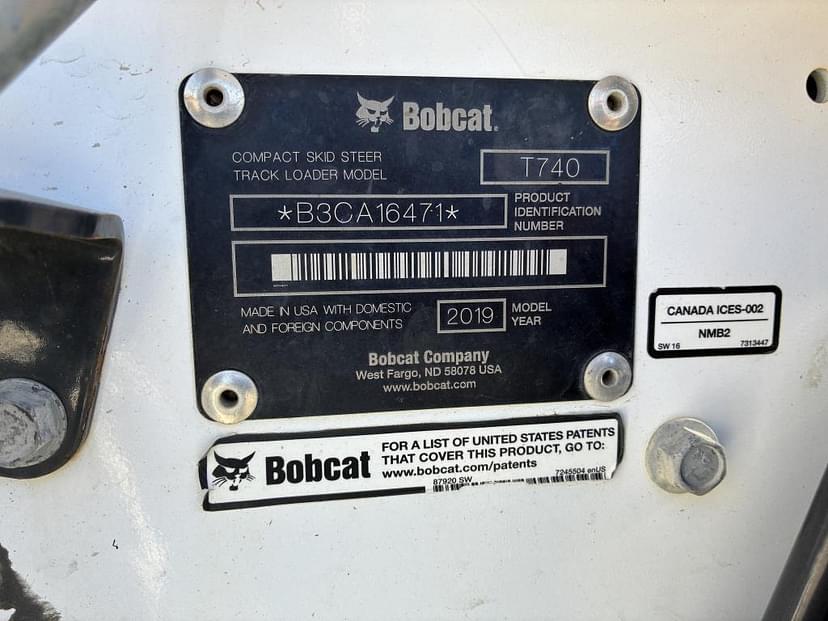 Bobcat
COMPACT SKID STEER
TRACK LOADER MODEL
T740
*B3CA16471*
PRODUCT
IDENTIFICATION
NUMBER
MADE IN USA WITH DOMESTIC
AND FOREIGN COMPONENTS
2019
MODEL
YEAR
Bobcat Company
West Fargo, ND 58078 USA
www.bobcat.com
CANADA ICES-002
NMB2
SW 16 7313447
Bobcat
FOR A LIST OF UNITED STATES PATENTS
THAT COVER THIS PRODUCT, GO TO:
www.bobcat.com/patents
87920 SW 7245504 enUS